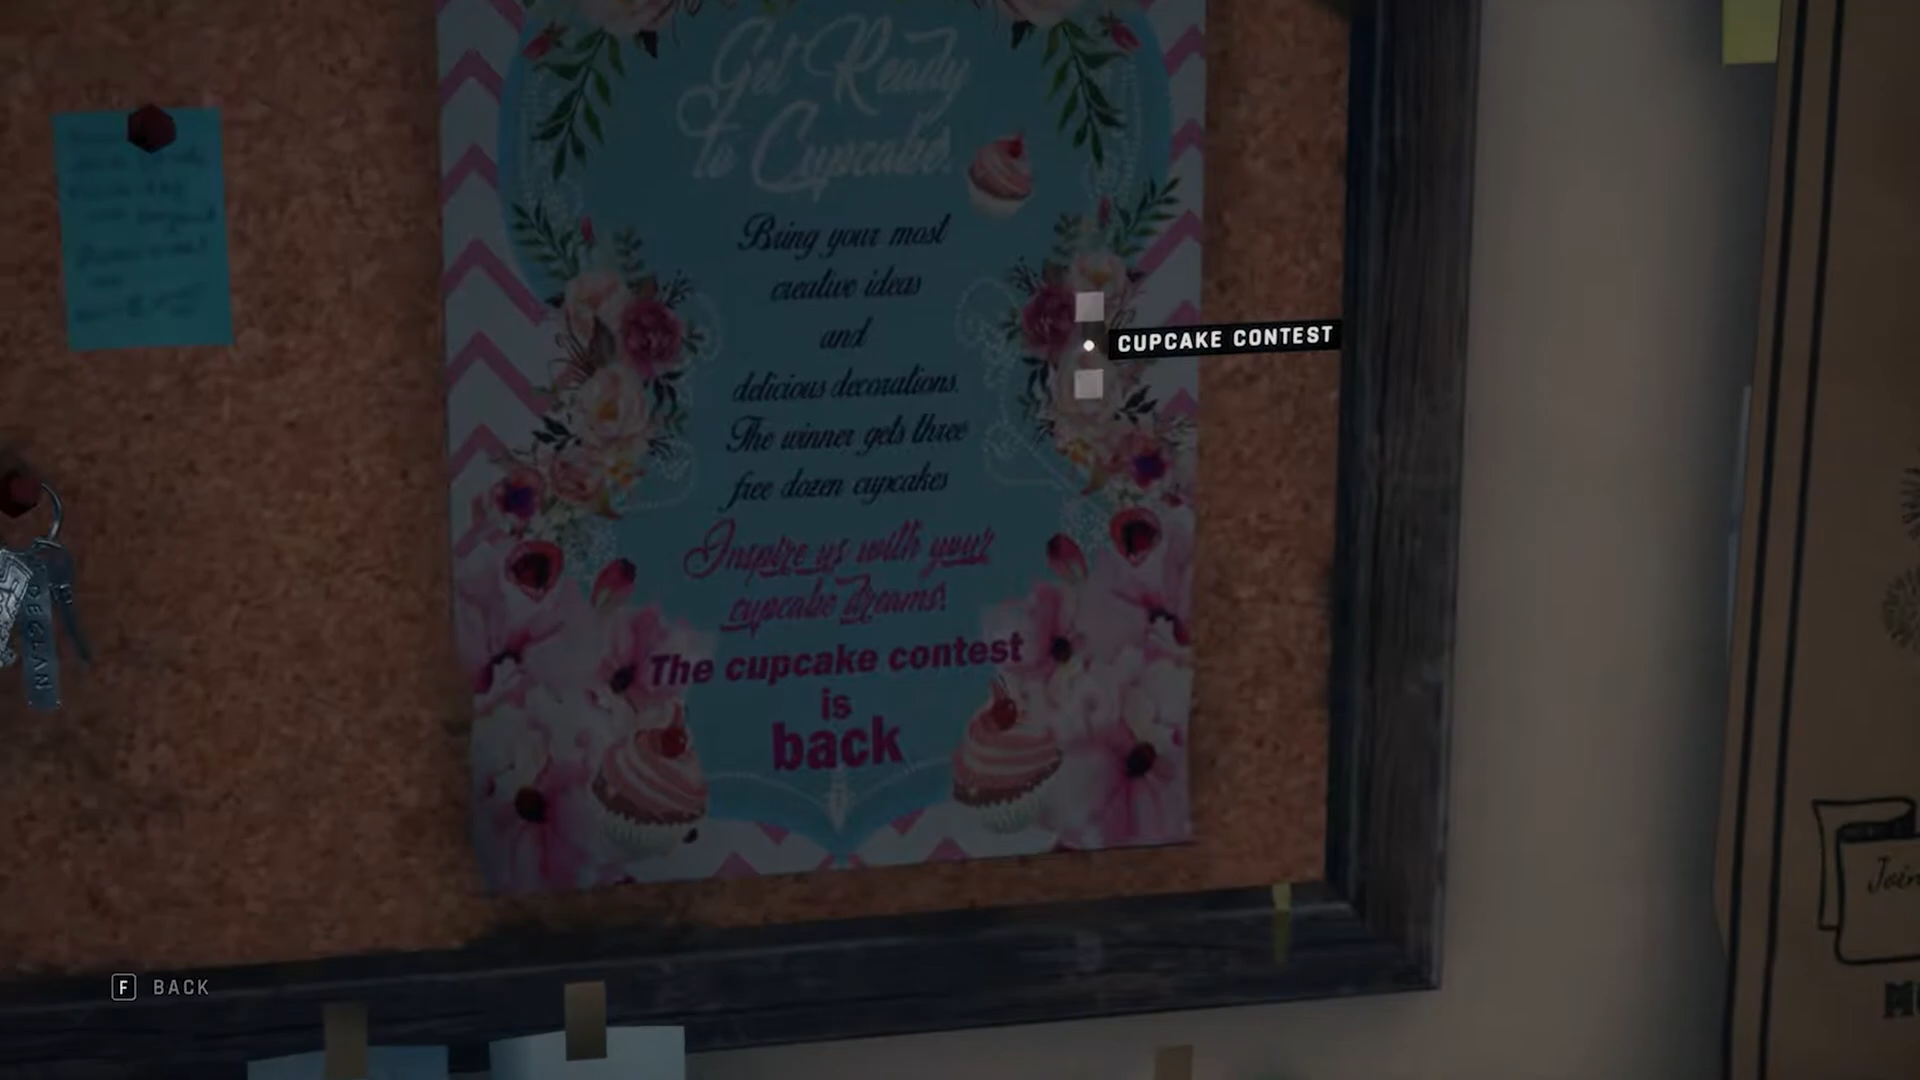 Get Ready
to Cupcake!
Bring your most
creative ideas
and
delicious decorations.
The winner gets three
free dozen cupcakes
Inspire us with your
cupcake dreams!
The cupcake contest
is
back
CUPCAKE CONTEST
DECLAN
Join
F BACK